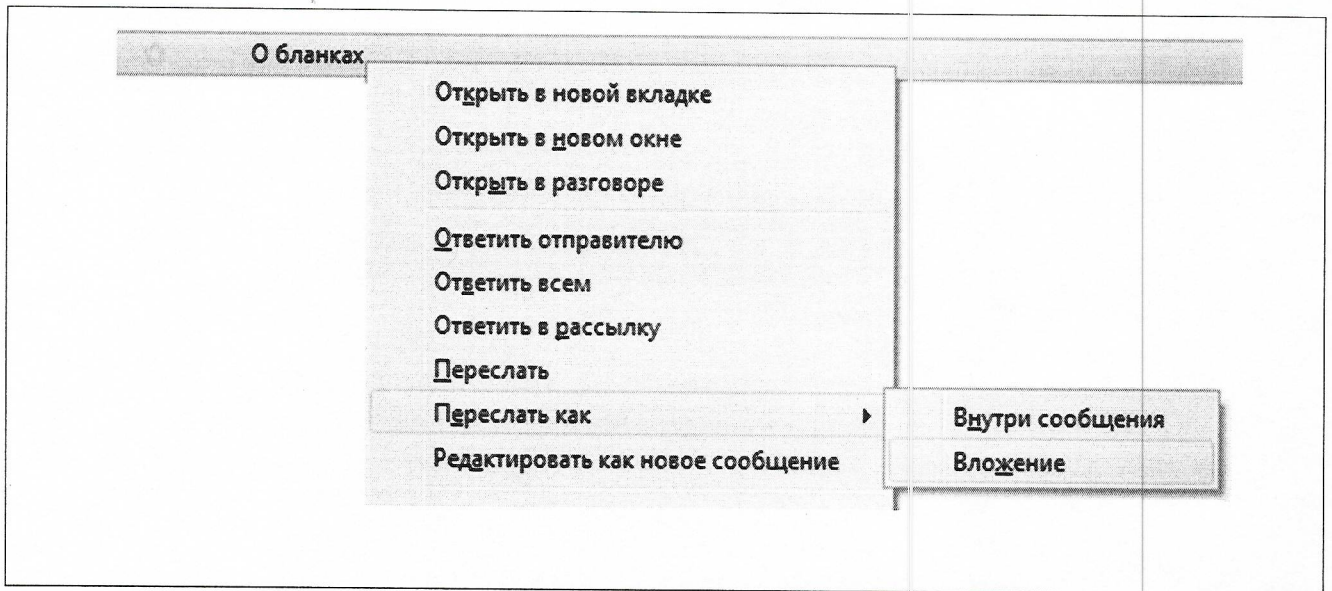 О бланках
Открыть в новой вкладке
Открыть в новом окне
Открыть в разговоре
Ответить отправителю
Ответить всем
Ответить в рассылку
Переслать
Переслать как
Внутри сообщения
Редактировать как новое сообщение
Вложение